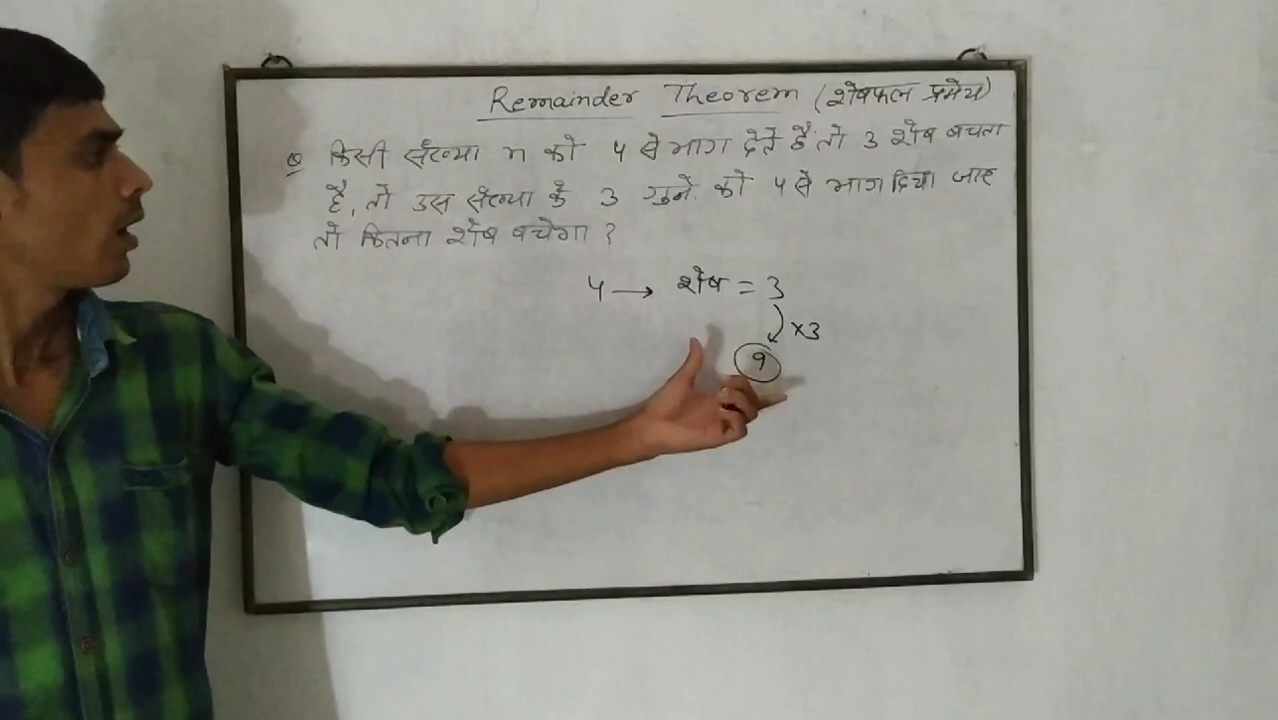 Remainder Theorem (शेषफल प्रमेय)
Q किसी संख्या n को 4 से भाग देते हैं तो 3 शेष बचता
है, तो उस संख्या के 3 गुने को 4 से भाग दिया जाए
तो कितना शेष बचेगा ?
4 → शेष = 3
×3
9